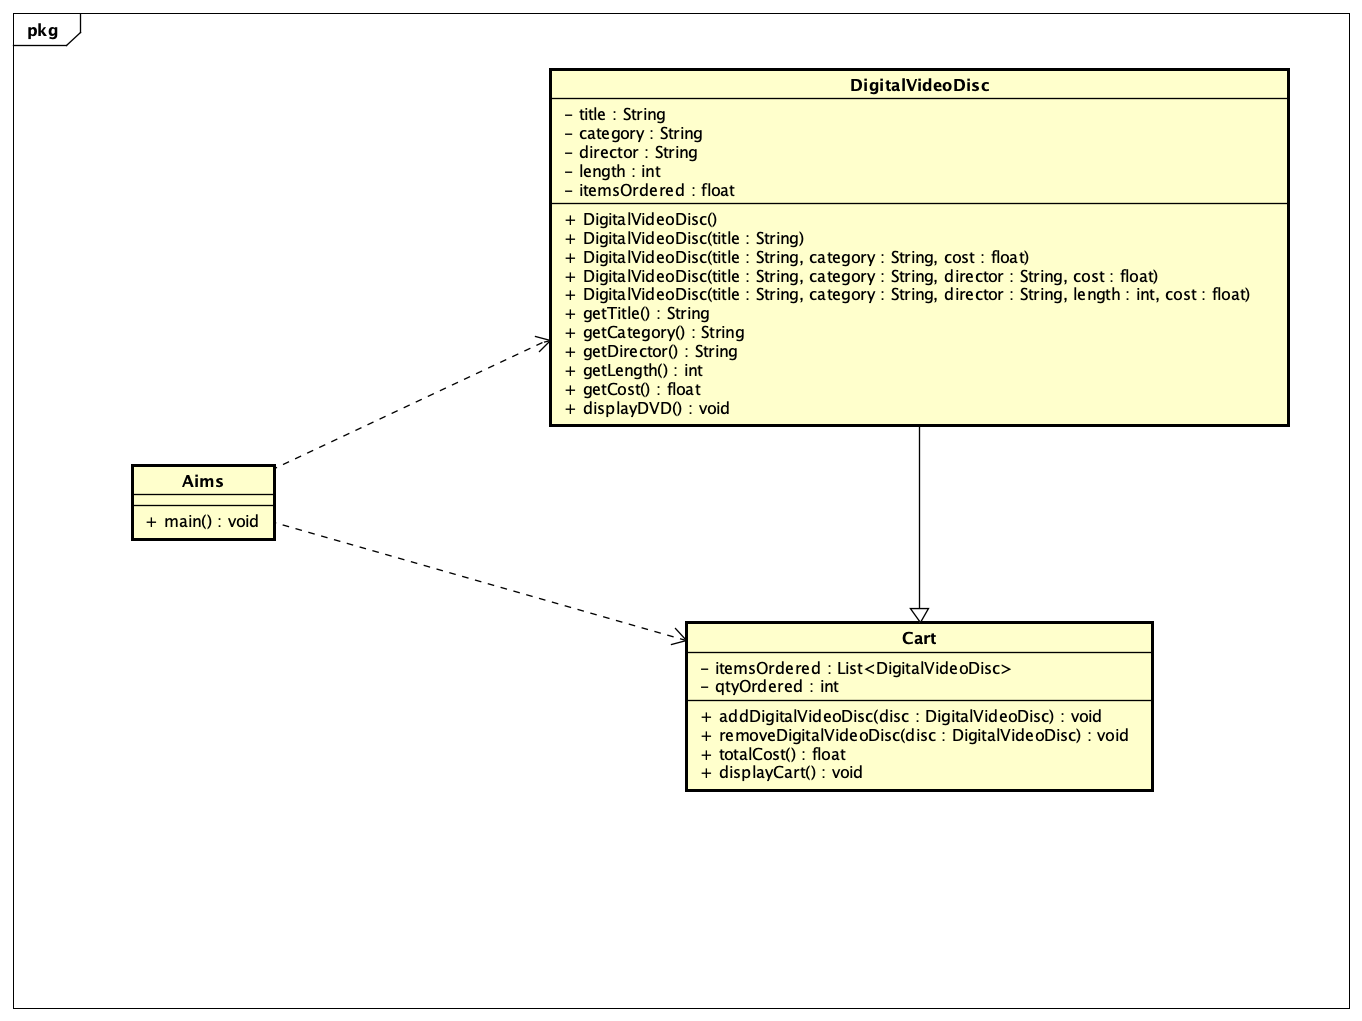 pkg
DigitalVideoDisc
- title : String
- category : String
- director : String
- length : int
- itemsOrdered : float
+ DigitalVideoDisc()
+ DigitalVideoDisc(title : String)
+ DigitalVideoDisc(title : String, category : String, cost : float)
+ DigitalVideoDisc(title : String, category : String, director : String, cost : float)
+ DigitalVideoDisc(title : String, category : String, director : String, length : int, cost : float)
+ getTitle() : String
+ getCategory() : String
+ getDirector() : String
+ getLength() : int
+ getCost() : float
+ displayDVD() : void
Aims
+ main() : void
Cart
- itemsOrdered : List<DigitalVideoDisc>
- qtyOrdered : int
+ addDigitalVideoDisc(disc : DigitalVideoDisc) : void
+ removeDigitalVideoDisc(disc : DigitalVideoDisc) : void
+ totalCost() : float
+ displayCart() : void